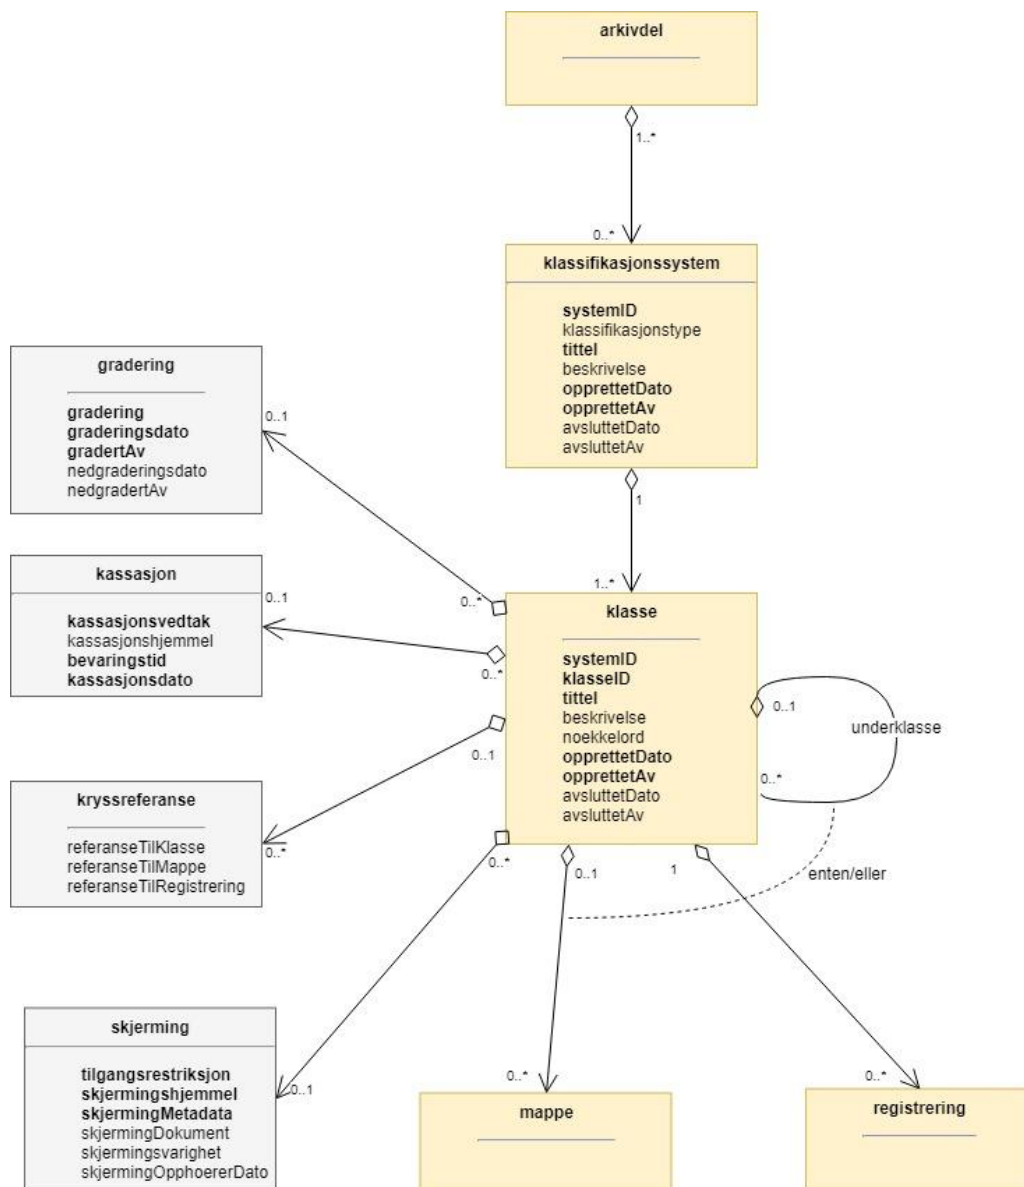 arkivdel
1..*
0..*
klassifikasjonssystem
systemID
klassifikasjonstype
tittel
beskrivelse
opprettetDato
opprettetAv
avsluttetDato
avsluttetAv
1
1..*
gradering
gradering
graderingsdato
gradertAv
nedgraderingsdato
nedgradertAv
0..1
0..*
kassasjon
kassasjonsvedtak
kassasjonshjemmel
bevaringstid
kassasjonsdato
0..1
0..*
klasse
systemID
klasseID
tittel
beskrivelse
noekkelord
opprettetDato
opprettetAv
avsluttetDato
avsluttetAv
0..1
underklasse
0..*
enten/eller
kryssreferanse
referanseTilKlasse
referanseTilMappe
referanseTilRegistrering
0..1
0..*
0..*
0..1
1
skjerming
tilgangsrestriksjon
skjermingshjemmel
skjermingMetadata
skjermingDokument
skjermingsvarighet
skjermingOpphoererDato
0..1
0..*
mappe
0..*
registrering